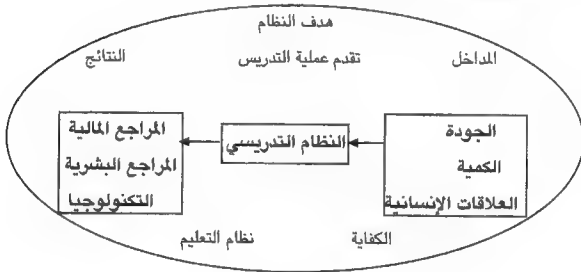 هدف النظام
المداخل
تقدم عملية التدريس
النتائج
الجودة
الكمية
العلاقات الإنسانية
النظام التدريسي
المراجع المالية
المراجع البشرية
التكنولوجيا
الكفاية
نظام التعليم